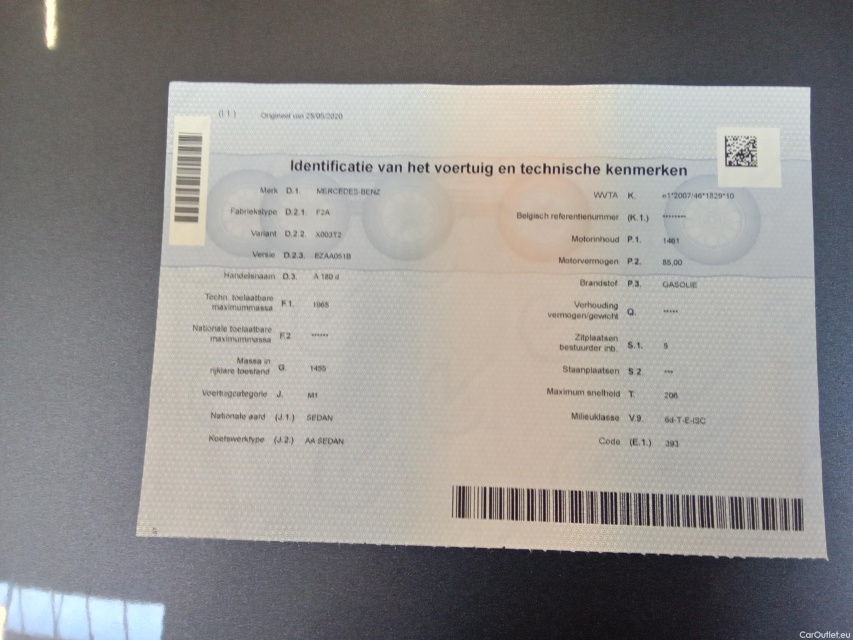 (I.1) Origineel van 29/05/2020
Identificatie van het voertuig en technische kenmerken
Merk D.1. MERCEDES-BENZ
Fabriekstype D.2.1. F2A
Variant D.2.2. X003T2
Versie D.2.3. EZAA051B
Handelsnaam D.3. A 180 d
Techn. toelaatbare
maximummassa F.1. 1965
Nationale toelaatbare
maximummassa F.2 ******
Massa in
rijklare toestand G. 1455
Voertuigcategorie J. M1
Nationale aard (J.1.) SEDAN
Koetswerktype (J.2.) AA SEDAN
WVTA K. e1*2007/46*1829*10
Belgisch referentienummer (K.1.) ********
Motorinhoud P.1. 1461
Motorvermogen P.2. 85,00
Brandstof P.3. GASOLIE
Verhouding
vermogen/gewicht Q. *****
Zitplaatsen
bestuurder inb. S.1. 5
Staanplaatsen S.2. ***
Maximum snelheid T. 206
Milieuklasse V.9. 6d-T-E-ISC
Code (E.1.) 393
CarOutlet.eu